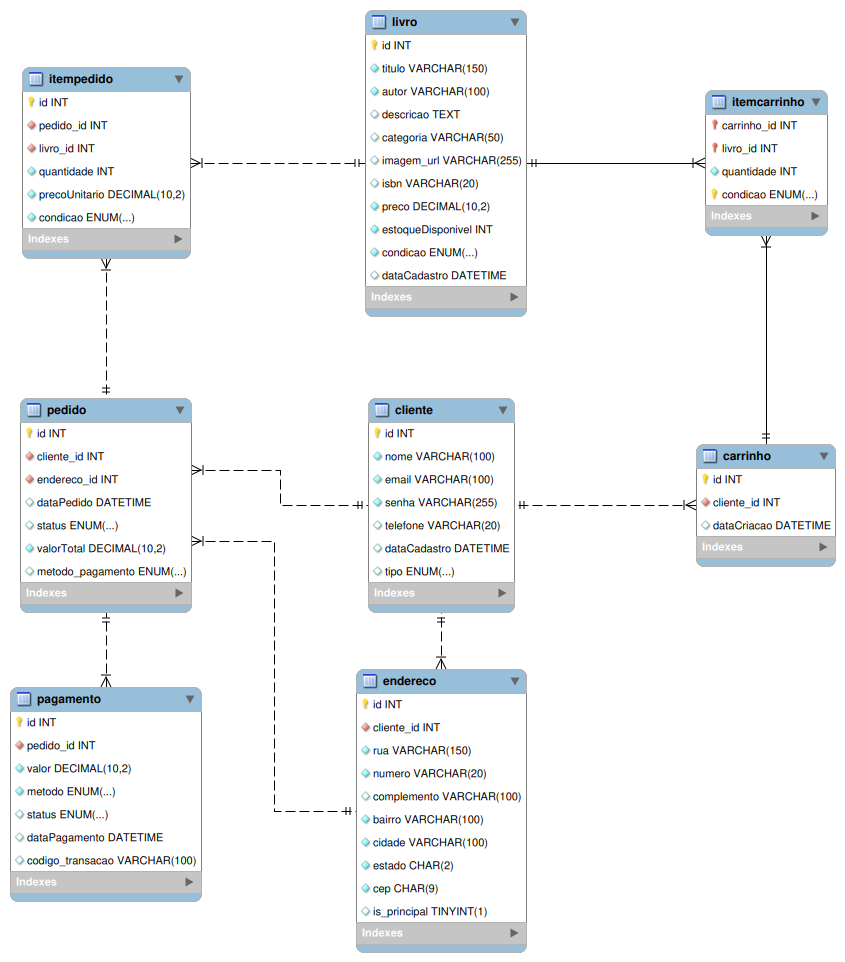 livro
id INT
titulo VARCHAR(150)
autor VARCHAR(100)
descricao TEXT
categoria VARCHAR(50)
imagem_url VARCHAR(255)
isbn VARCHAR(20)
preco DECIMAL(10,2)
estoqueDisponivel INT
condicao ENUM(...)
dataCadastro DATETIME
Indexes
itempedido
id INT
pedido_id INT
livro_id INT
quantidade INT
precoUnitario DECIMAL(10,2)
condicao ENUM(...)
Indexes
itemcarrinho
carrinho_id INT
livro_id INT
quantidade INT
condicao ENUM(...)
Indexes
pedido
id INT
cliente_id INT
endereco_id INT
dataPedido DATETIME
status ENUM(...)
valorTotal DECIMAL(10,2)
metodo_pagamento ENUM(...)
Indexes
cliente
id INT
nome VARCHAR(100)
email VARCHAR(100)
senha VARCHAR(255)
telefone VARCHAR(20)
dataCadastro DATETIME
tipo ENUM(...)
Indexes
carrinho
id INT
cliente_id INT
dataCriacao DATETIME
Indexes
pagamento
id INT
pedido_id INT
valor DECIMAL(10,2)
metodo ENUM(...)
status ENUM(...)
dataPagamento DATETIME
codigo_transacao VARCHAR(100)
Indexes
endereco
id INT
cliente_id INT
rua VARCHAR(150)
numero VARCHAR(20)
complemento VARCHAR(100)
bairro VARCHAR(100)
cidade VARCHAR(100)
estado CHAR(2)
cep CHAR(9)
is_principal TINYINT(1)
Indexes